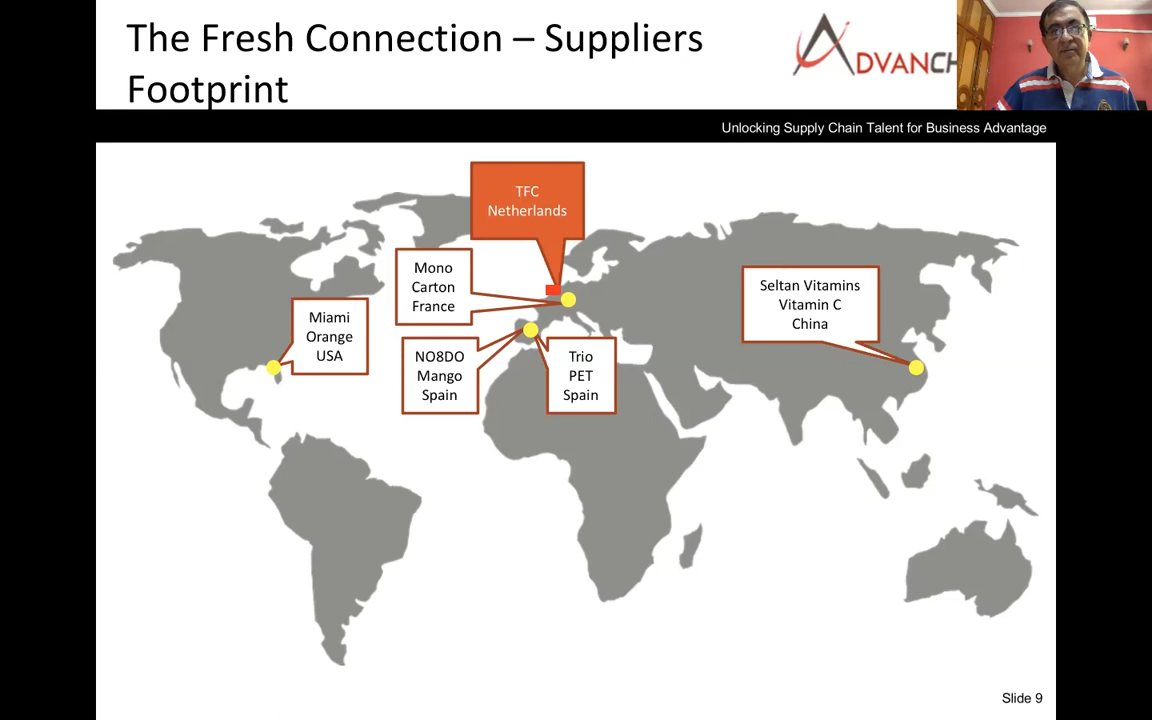 The Fresh Connection – Suppliers
Footprint
ADVANCH
Unlocking Supply Chain Talent for Business Advantage
TFC
Netherlands
Mono
Carton
France
Miami
Orange
USA
NO8DO
Mango
Spain
Trio
PET
Spain
Seltan Vitamins
Vitamin C
China
Slide 9